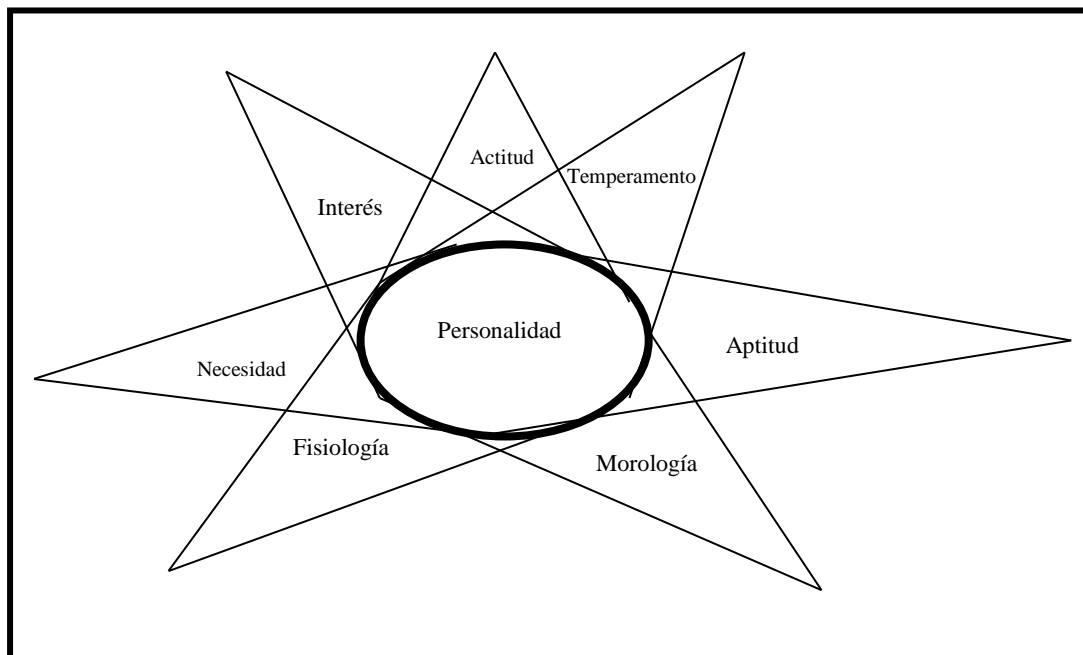 Actitud
Temperamento
Interés
Personalidad
Aptitud
Necesidad
Fisiología
Morología